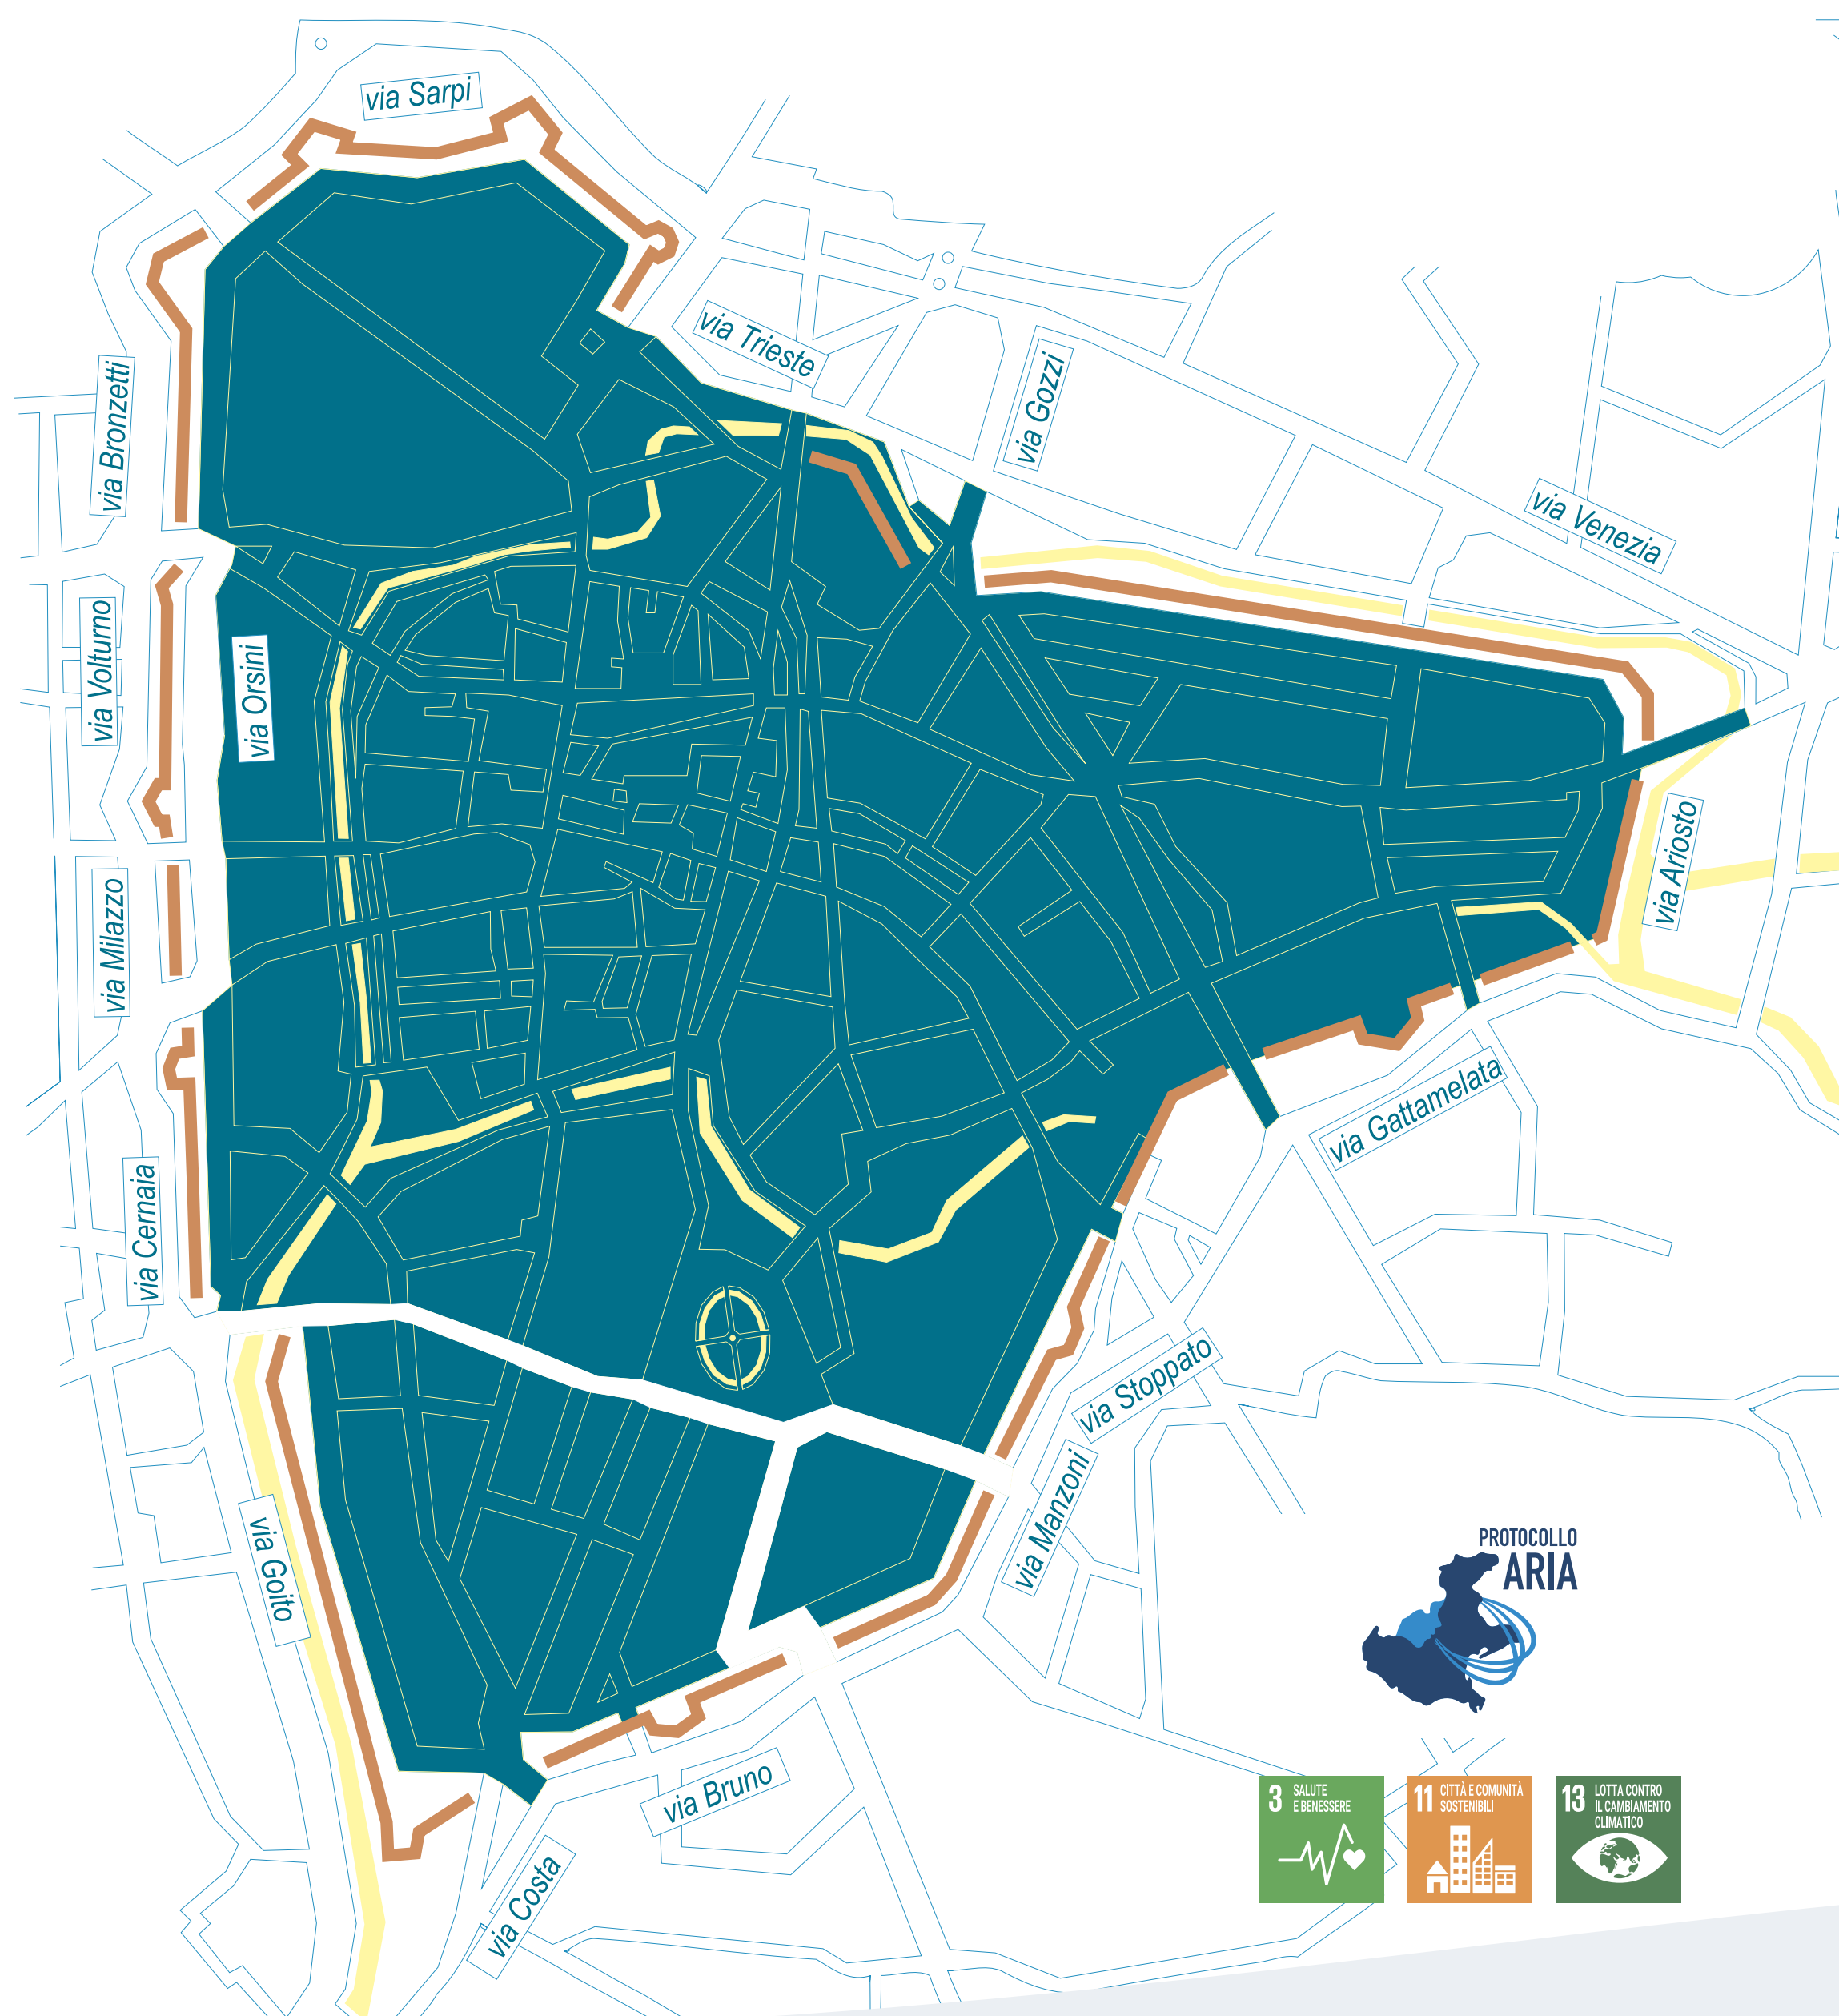 via Sarpi
via Trieste
via Gozzi
via Bronzetti
via Venezia
via Volturno
via Orsini
via Ariosto
via Milazzo
via Gattamelata
via Cernaia
via Stoppato
via Manzoni
via Goito
PROTOCOLLO
ARIA
via Bruno
3 SALUTE
E BENESSERE
11 CITTÀ E COMUNITÀ
SOSTENIBILI
13 LOTTA CONTRO
IL CAMBIAMENTO
CLIMATICO
via Costa